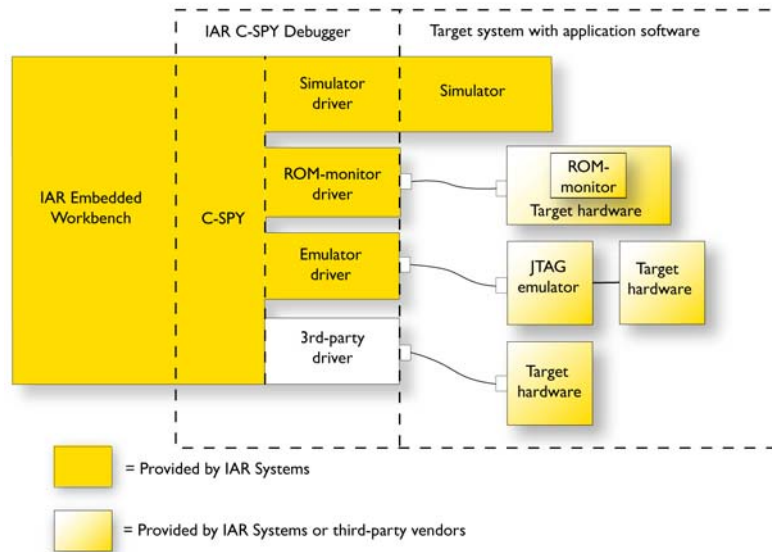 IAR C-SPY Debugger
Target system with application software
Simulator
driver
Simulator
IAR Embedded
Workbench
C-SPY
ROM-monitor
driver
ROM-
monitor
Target hardware
Emulator
driver
JTAG
emulator
Target
hardware
3rd-party
driver
Target
hardware
= Provided by IAR Systems
= Provided by IAR Systems or third-party vendors